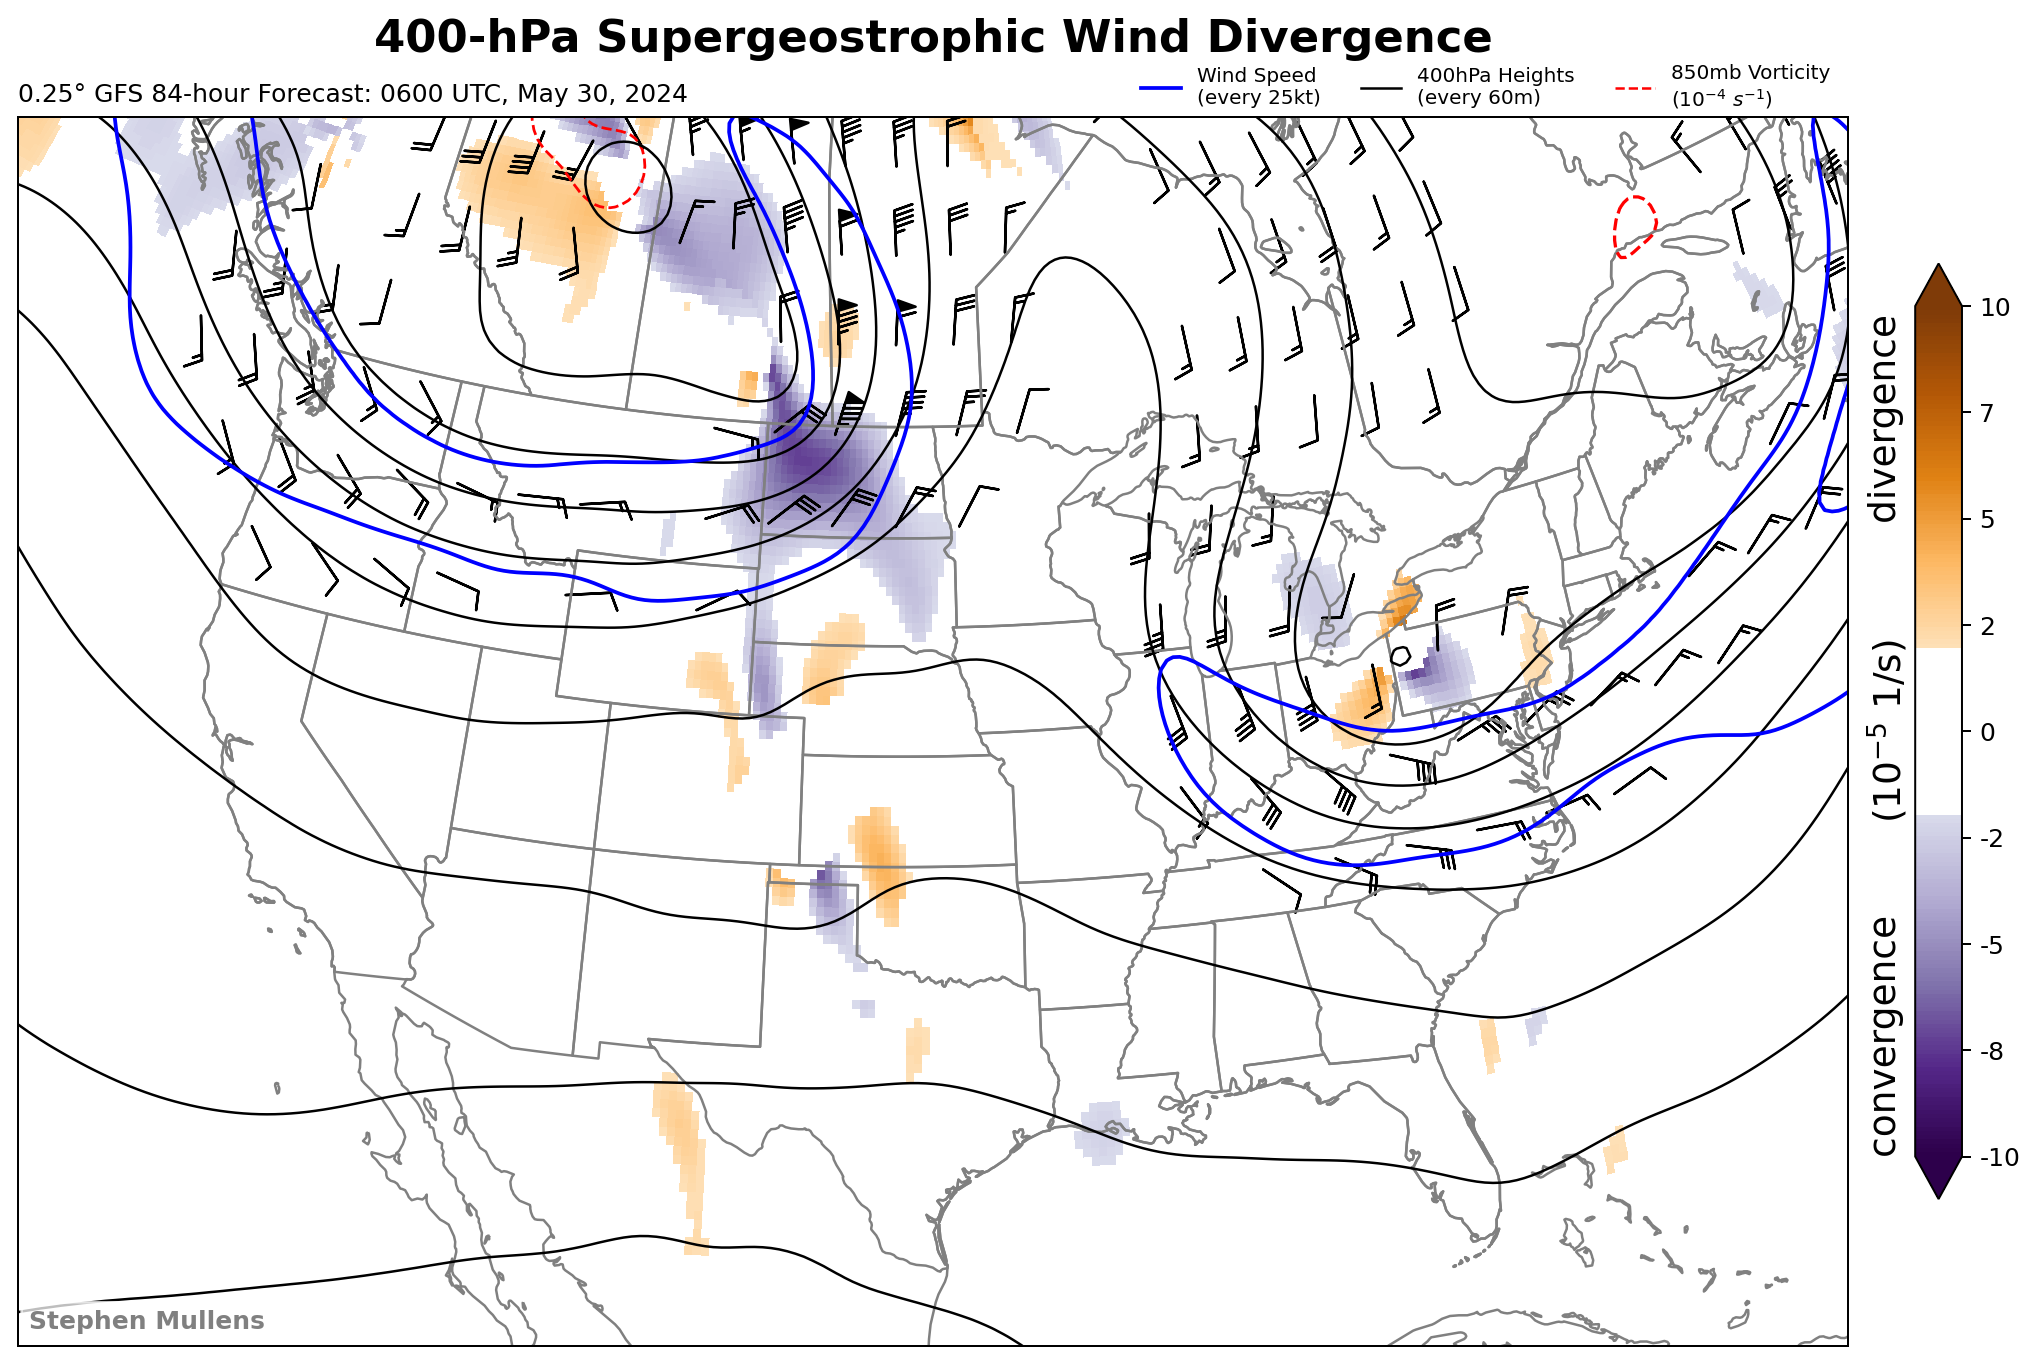 400-hPa Supergeostrophic Wind Divergence
0.25° GFS 84-hour Forecast: 0600 UTC, May 30, 2024
Wind Speed
(every 25kt)
400hPa Heights
(every 60m)
850mb Vorticity
(10⁻⁴ s⁻¹)
10
7
5
2
0
-2
-5
-8
-10
convergence (10⁻⁵ 1/s) divergence
Stephen Mullens